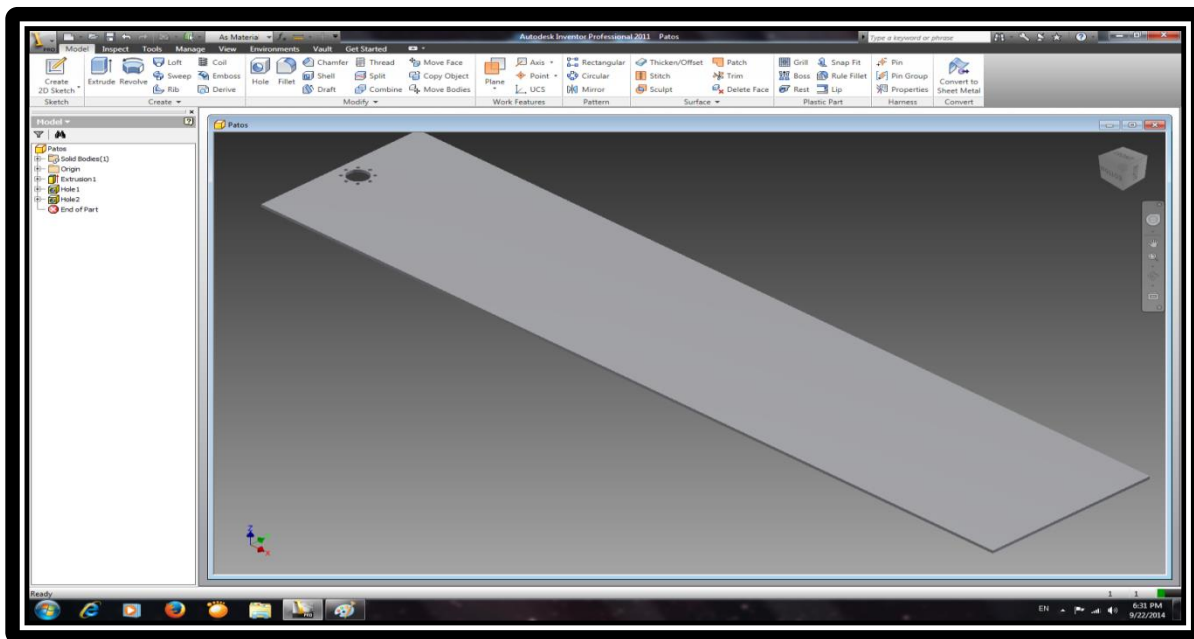 As Materia
Autodesk Inventor Professional 2011 Patos
Type a keyword or phrase
PRO Model Inspect Tools Manage View Environments Vault Get Started
Loft Coil Chamfer Thread Move Face Axis Rectangular Thicken/Offset Patch Grill Snap Fit Pin
Create 2D Sketch Extrude Revolve Sweep Emboss Hole Fillet Shell Split Copy Object Plane Point Circular Stitch Trim Boss Rule Fillet Pin Group Convert to Sheet Metal
Rib Derive Draft Combine Move Bodies UCS Mirror Sculpt Delete Face Rest Lip Properties
Sketch Create Modify Work Features Pattern Surface Plastic Part Harness Convert
Model
Patos
Solid Bodies(1)
Origin
Extrusion1
Hole1
Hole2
End of Part
Patos
Z
X
Ready
1 1
EN
6:31 PM
9/22/2014